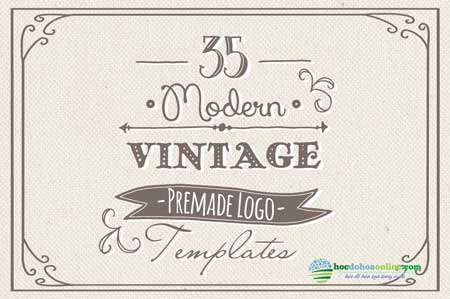 35
Modern
VINTAGE
- PREMADE LOGO -
Templates
hocdohoaonline.com